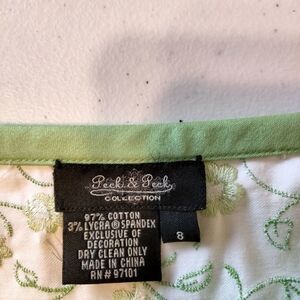 Peck & Peck
COLLECTION
97% COTTON
3% LYCRA® SPANDEX
EXCLUSIVE OF
DECORATION
DRY CLEAN ONLY
MADE IN CHINA
RN# 97101
8